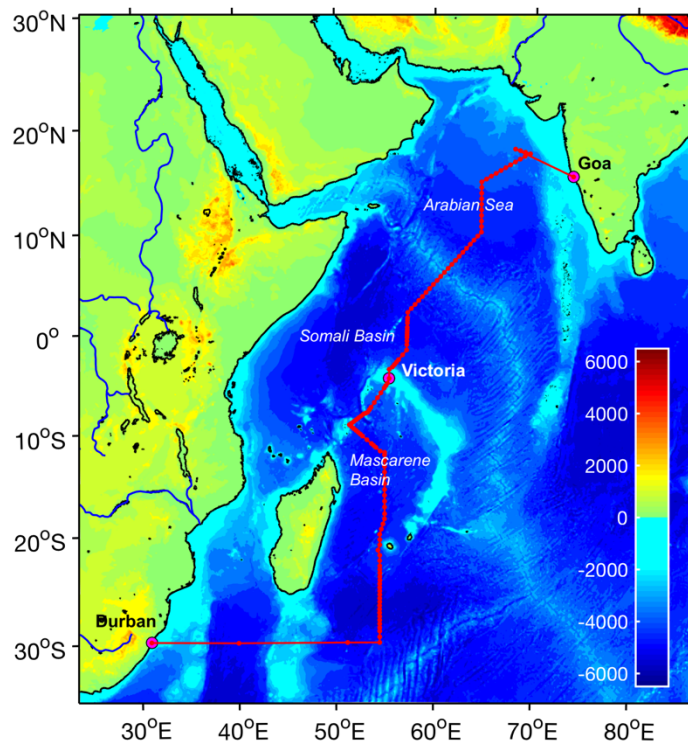 30°N
20°N
Goa
Arabian Sea
10°N
Somali Basin
0°
6000
Victoria
4000
10°S
2000
Mascarene
Basin
0
20°S
-2000
Durban
-4000
30°S
-6000
30°E
40°E
50°E
60°E
70°E
80°E